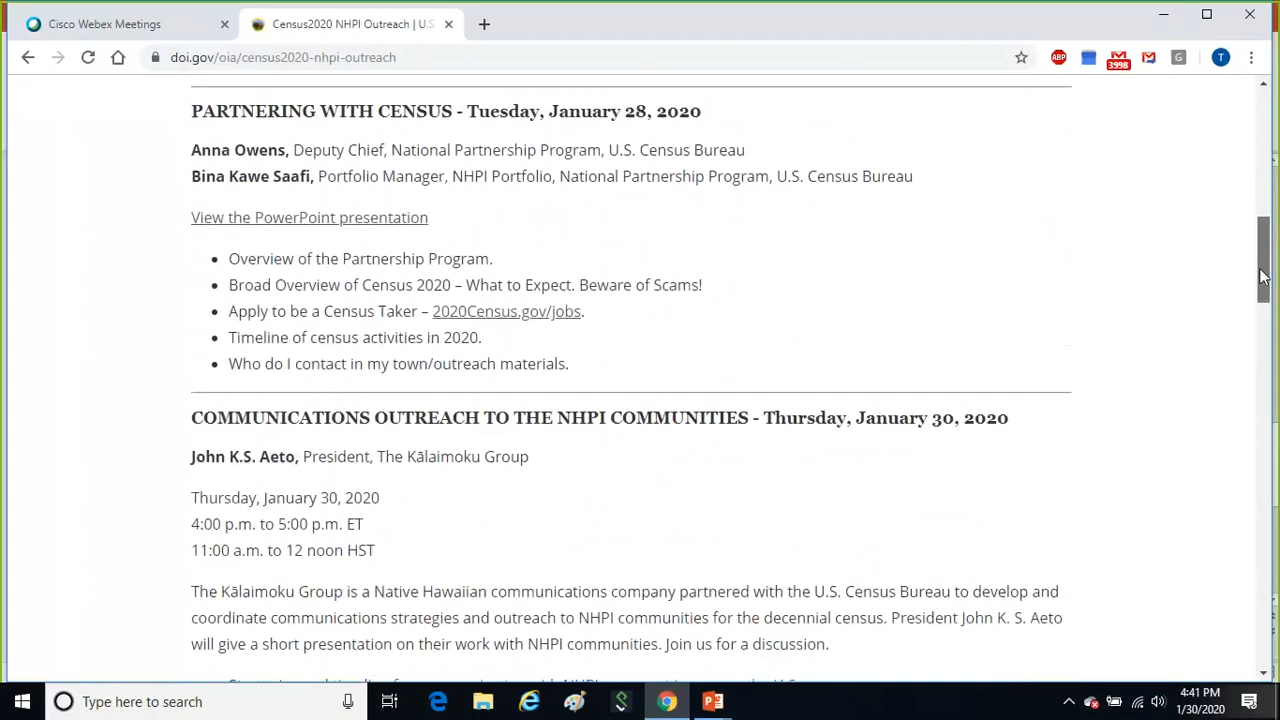 Cisco Webex Meetings
Census2020 NHPI Outreach | U.S
doi.gov/oia/census2020-nhpi-outreach
ABP
3998
G
T
PARTNERING WITH CENSUS - Tuesday, January 28, 2020
Anna Owens, Deputy Chief, National Partnership Program, U.S. Census Bureau
Bina Kawe Saafi, Portfolio Manager, NHPI Portfolio, National Partnership Program, U.S. Census Bureau
View the PowerPoint presentation
• Overview of the Partnership Program.
• Broad Overview of Census 2020 – What to Expect. Beware of Scams!
• Apply to be a Census Taker – 2020Census.gov/jobs.
• Timeline of census activities in 2020.
• Who do I contact in my town/outreach materials.
COMMUNICATIONS OUTREACH TO THE NHPI COMMUNITIES - Thursday, January 30, 2020
John K.S. Aeto, President, The Kālaimoku Group
Thursday, January 30, 2020
4:00 p.m. to 5:00 p.m. ET
11:00 a.m. to 12 noon HST
The Kālaimoku Group is a Native Hawaiian communications company partnered with the U.S. Census Bureau to develop and
coordinate communications strategies and outreach to NHPI communities for the decennial census. President John K. S. Aeto
will give a short presentation on their work with NHPI communities. Join us for a discussion.
Type here to search
4:41 PM
1/30/2020